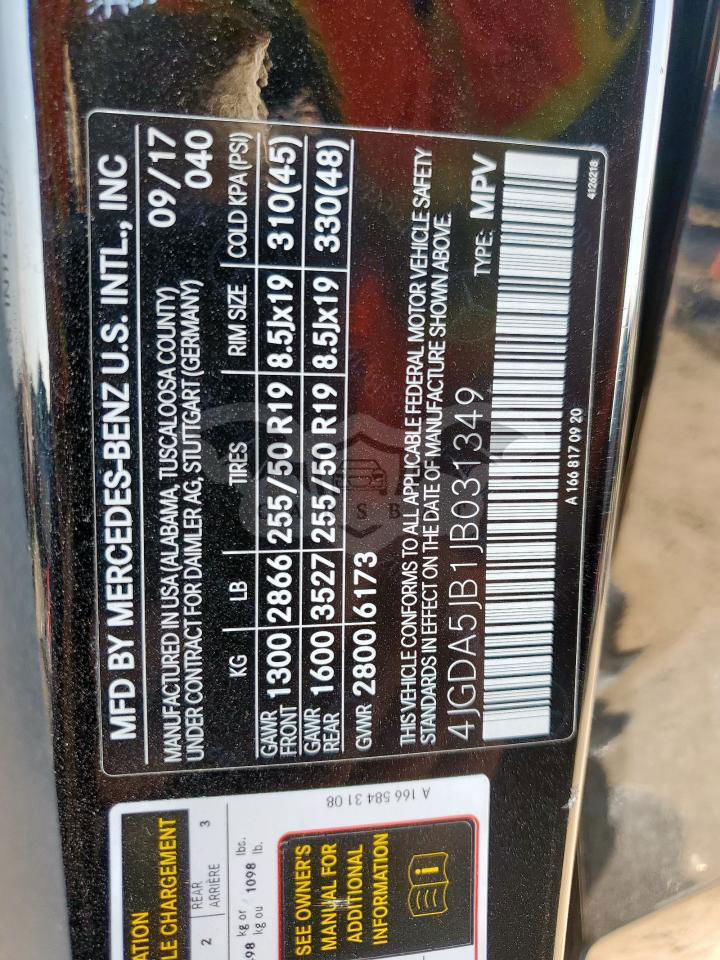 MFD BY MERCEDES-BENZ U.S. INTL., INC
MANUFACTURED IN USA (ALABAMA, TUSCALOOSA COUNTY) 09/17
UNDER CONTRACT FOR DAIMLER AG, STUTTGART (GERMANY) 040
KG LB TIRES RIM SIZE COLD KPA (PSI)
GAWR FRONT 1300 2866 255/50 R19 8.5Jx19 310(45)
GAWR REAR 1600 3527 255/50 R19 8.5Jx19 330(48)
GVWR 2800 6173
THIS VEHICLE CONFORMS TO ALL APPLICABLE FEDERAL MOTOR VEHICLE SAFETY
STANDARDS IN EFFECT ON THE DATE OF MANUFACTURE SHOWN ABOVE.
4JGDA5JB1JB031349 TYPE: MPV
A 166 817 09 20
4126218
A 166 584 31 08
LE CHARGEMENT
2 REAR ARRIÈRE 3
kg or 1098 lbs.
kg ou lb.
SEE OWNER'S
MANUAL FOR
ADDITIONAL
INFORMATION